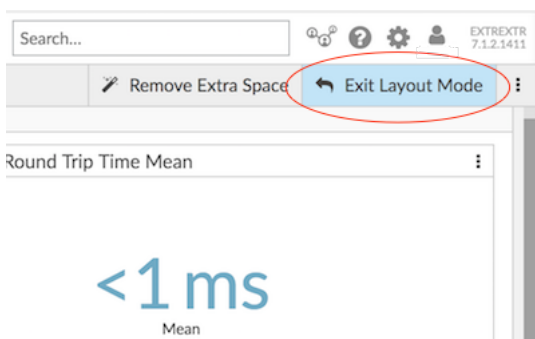 Search...
EXTREXTR
7.1.2.1411
Remove Extra Space
Exit Layout Mode
Round Trip Time Mean
<1 ms
Mean